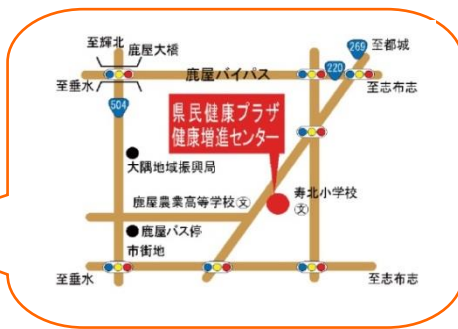 至輝北
鹿屋大橋
269
至都城
鹿屋バイパス
220
至垂水
至志布志
504
県民健康プラザ
健康増進センター
大隅地域振興局
寿北小学校
文
鹿屋農業高等学校
文
鹿屋バス停
市街地
至垂水
至志布志